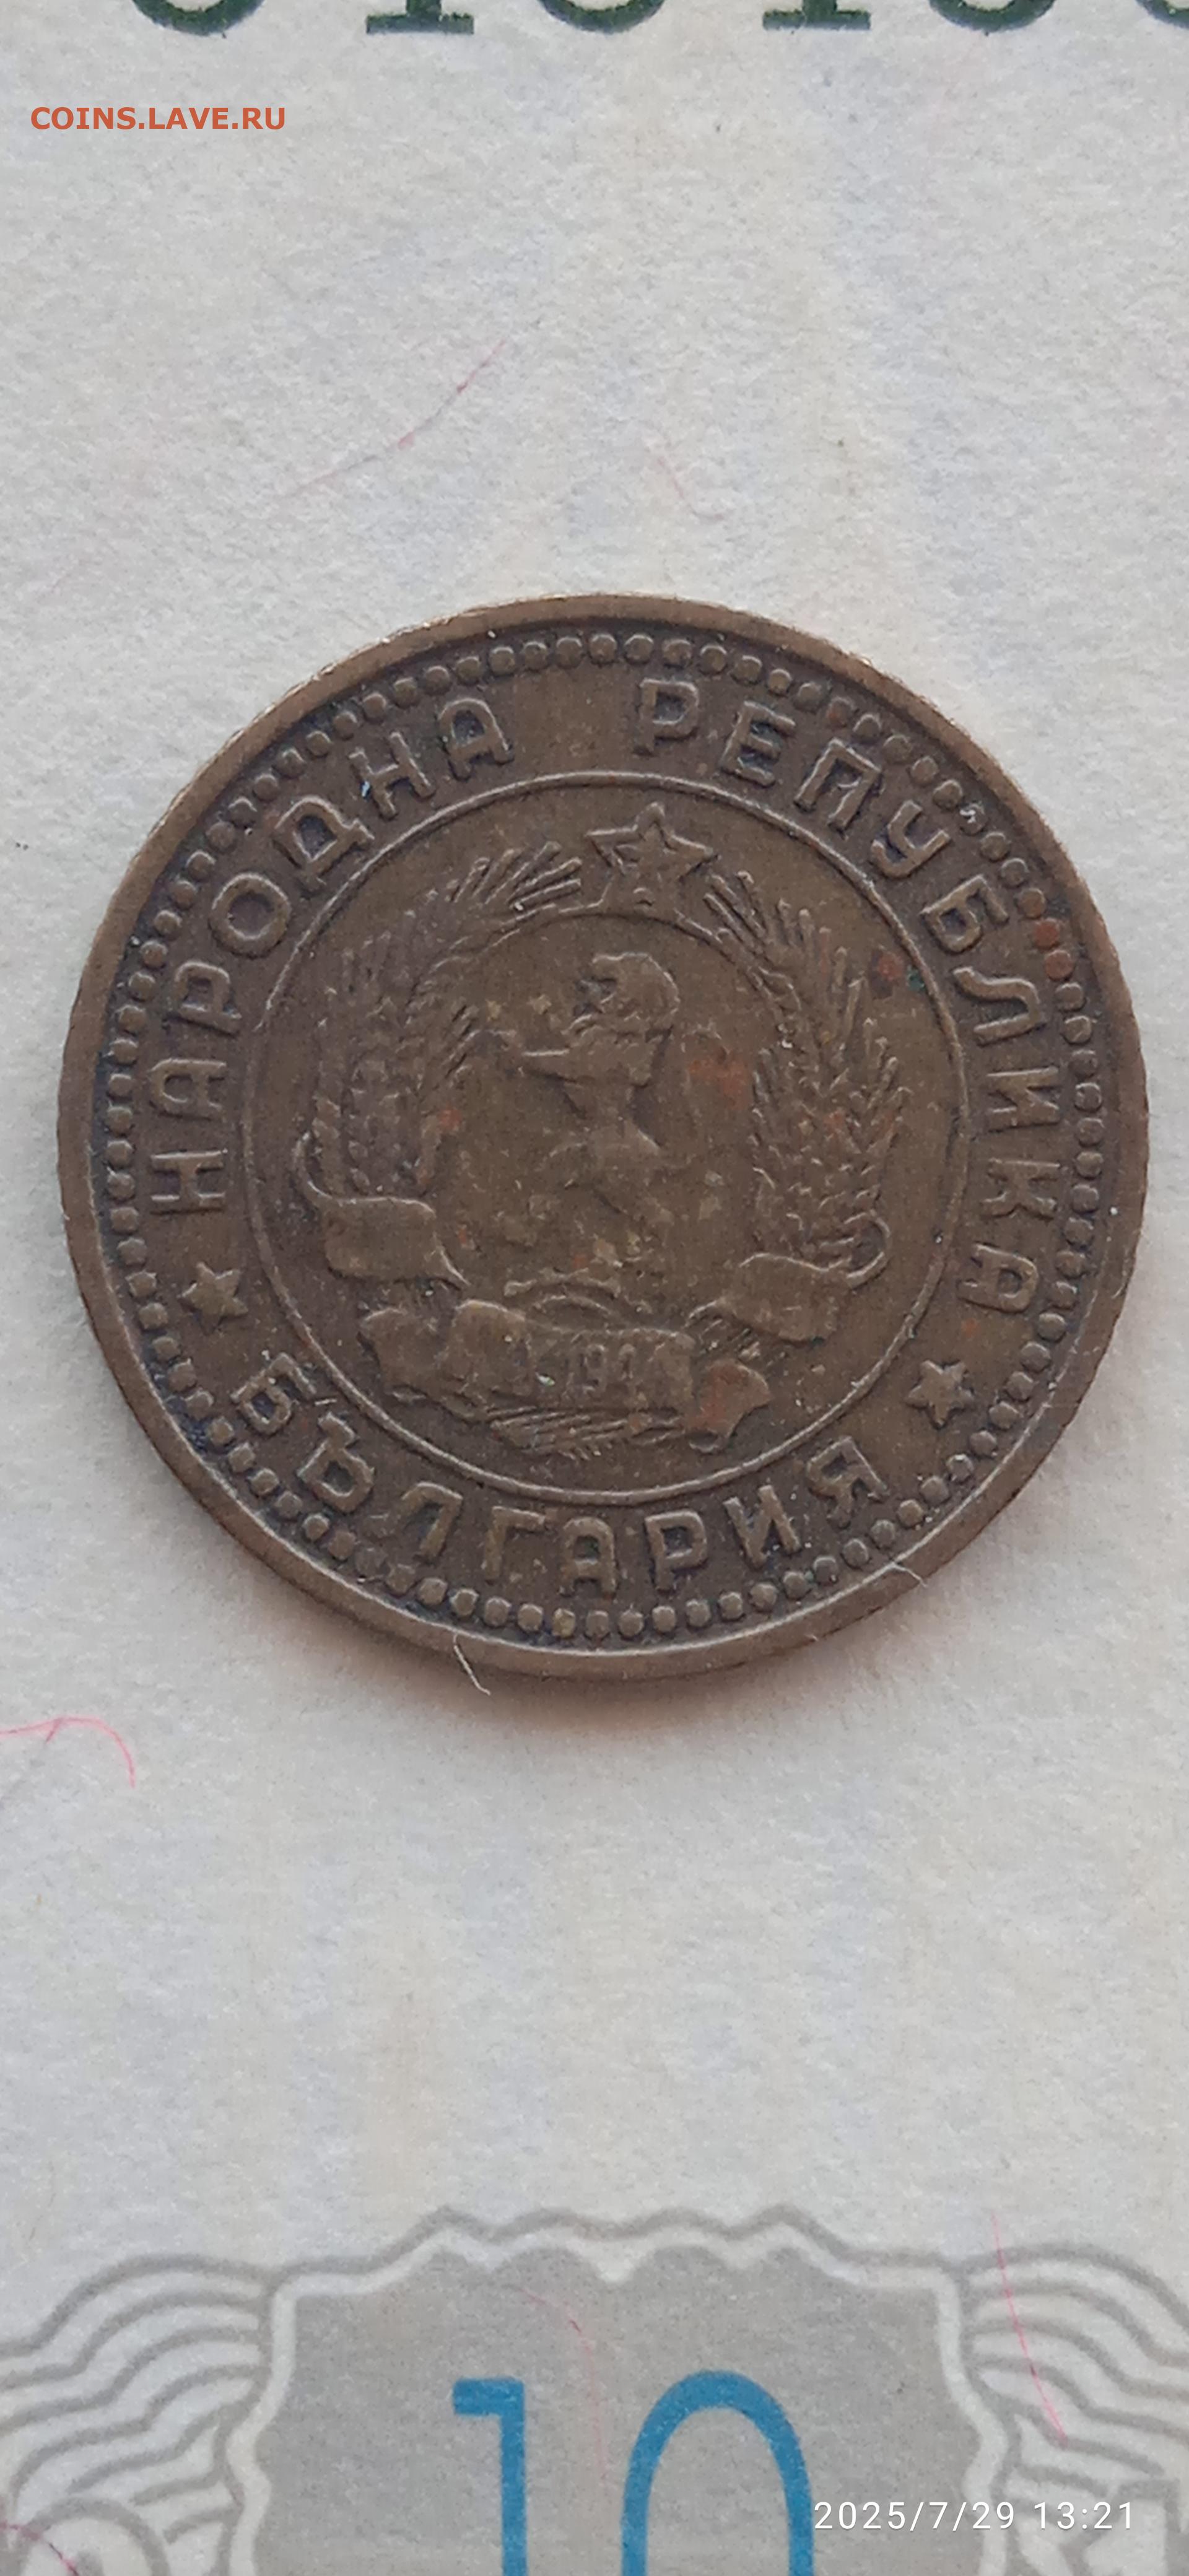 COINS.LAVE.RU
НАРОДНА РЕПУБЛИКА
БЪЛГАРИЯ
10
2025/7/29 13:21